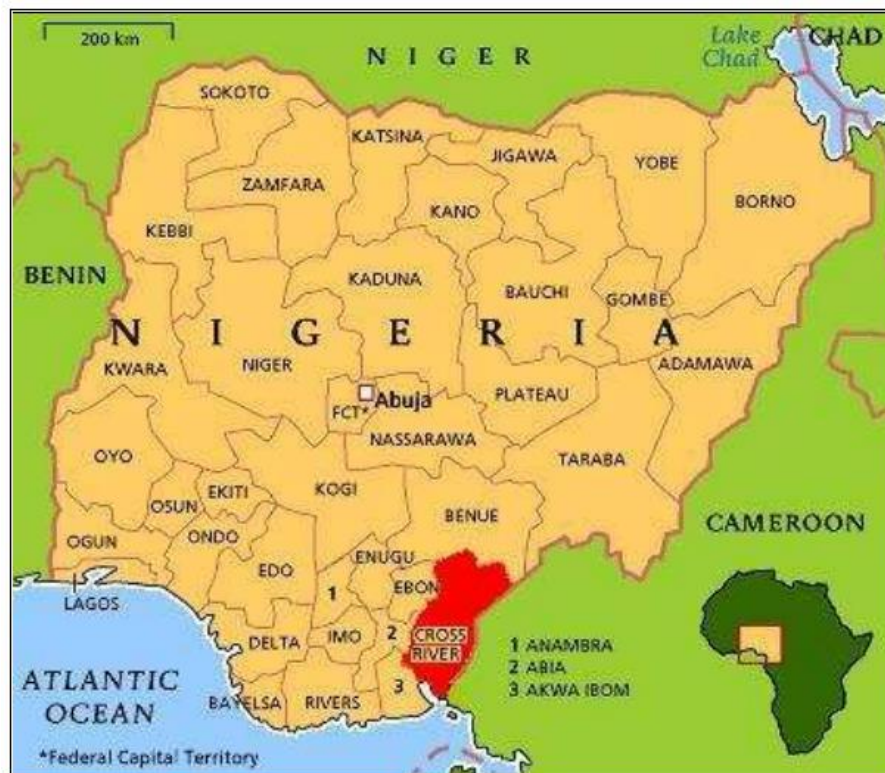 200 km
NIGER
Lake
Chad
CHAD
SOKOTO
KATSINA
JIGAWA
YOBE
ZAMFARA
KANO
BORNO
KEBBI
BENIN
KADUNA
BAUCHI
GOMBE
NIGERIA
KWARA
NIGER
ADAMAWA
FCT*
Abuja
PLATEAU
NASSARAWA
OYO
TARABA
OSUN
EKITI
KOGI
BENUE
CAMEROON
OGUN
ONDO
EDO
ENUGU
EBON
LAGOS
1
DELTA
IMO
2
CROSS
RIVER
1 ANAMBRA
2 ABIA
3 AKWA IBOM
3
ATLANTIC
OCEAN
BAYELSA
RIVERS
*Federal Capital Territory